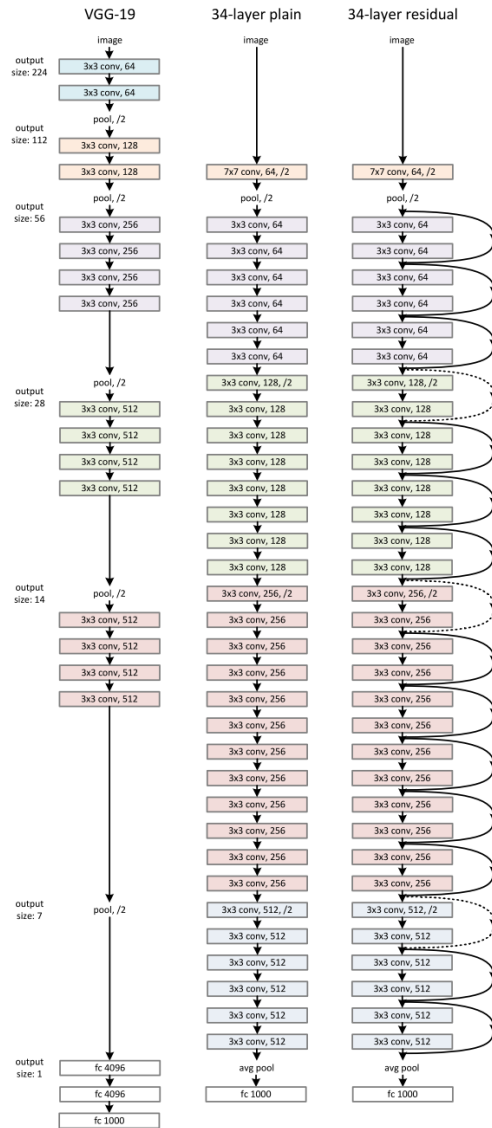 output
size: 224
output
size: 112
output
size: 56
output
size: 28
output
size: 14
output
size: 7
output
size: 1
VGG-19
image
3x3 conv, 64
3x3 conv, 64
pool, /2
3x3 conv, 128
3x3 conv, 128
pool, /2
3x3 conv, 256
3x3 conv, 256
3x3 conv, 256
3x3 conv, 256
pool, /2
3x3 conv, 512
3x3 conv, 512
3x3 conv, 512
3x3 conv, 512
pool, /2
3x3 conv, 512
3x3 conv, 512
3x3 conv, 512
3x3 conv, 512
pool, /2
fc 4096
fc 4096
fc 1000
34-layer plain
image
7x7 conv, 64, /2
pool, /2
3x3 conv, 64
3x3 conv, 64
3x3 conv, 64
3x3 conv, 64
3x3 conv, 64
3x3 conv, 64
3x3 conv, 128, /2
3x3 conv, 128
3x3 conv, 128
3x3 conv, 128
3x3 conv, 128
3x3 conv, 128
3x3 conv, 128
3x3 conv, 128
3x3 conv, 256, /2
3x3 conv, 256
3x3 conv, 256
3x3 conv, 256
3x3 conv, 256
3x3 conv, 256
3x3 conv, 256
3x3 conv, 256
3x3 conv, 256
3x3 conv, 256
3x3 conv, 256
3x3 conv, 256
3x3 conv, 512, /2
3x3 conv, 512
3x3 conv, 512
3x3 conv, 512
3x3 conv, 512
3x3 conv, 512
avg pool
fc 1000
34-layer residual
image
7x7 conv, 64, /2
pool, /2
3x3 conv, 64
3x3 conv, 64
3x3 conv, 64
3x3 conv, 64
3x3 conv, 64
3x3 conv, 64
3x3 conv, 128, /2
3x3 conv, 128
3x3 conv, 128
3x3 conv, 128
3x3 conv, 128
3x3 conv, 128
3x3 conv, 128
3x3 conv, 128
3x3 conv, 256, /2
3x3 conv, 256
3x3 conv, 256
3x3 conv, 256
3x3 conv, 256
3x3 conv, 256
3x3 conv, 256
3x3 conv, 256
3x3 conv, 256
3x3 conv, 256
3x3 conv, 256
3x3 conv, 256
3x3 conv, 512, /2
3x3 conv, 512
3x3 conv, 512
3x3 conv, 512
3x3 conv, 512
3x3 conv, 512
avg pool
fc 1000